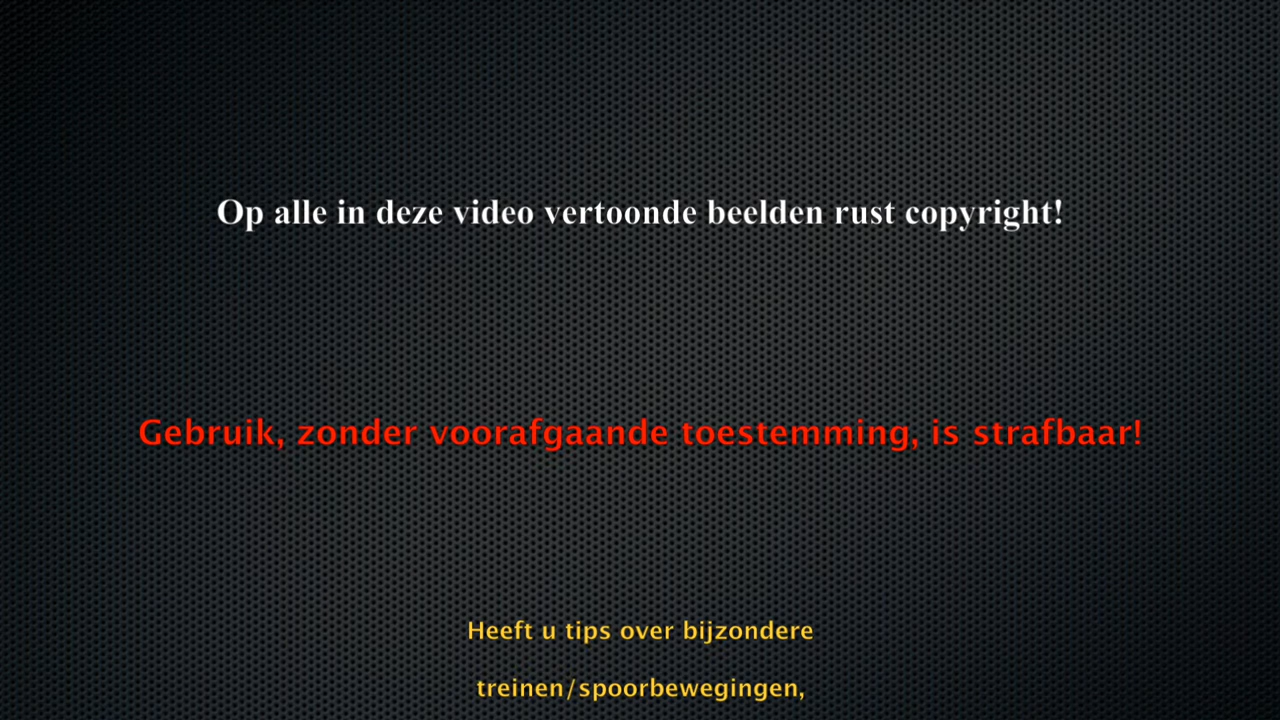 Op alle in deze video vertoonde beelden rust copyright!
Gebruik, zonder voorafgaande toestemming, is strafbaar!
Heeft u tips over bijzondere
treinen/spoorbewegingen,